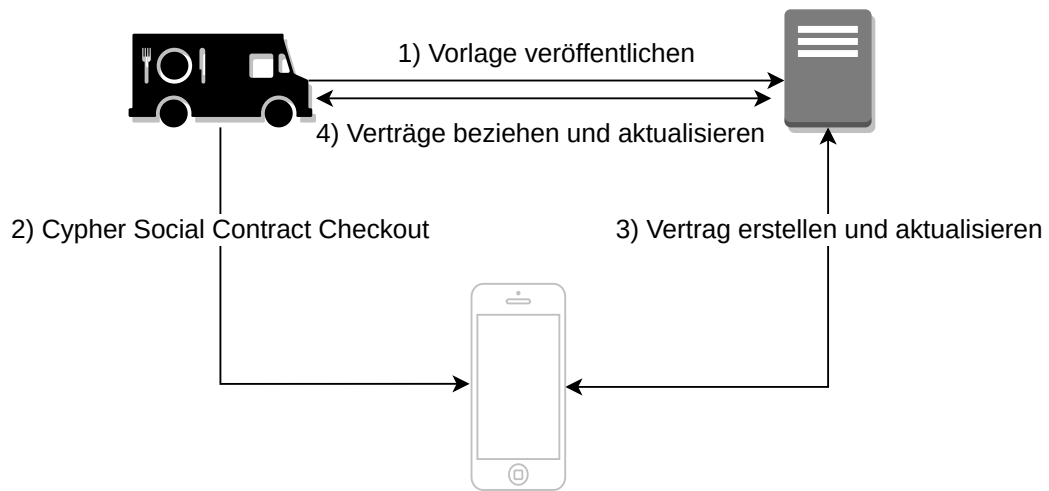 1) Vorlage veröffentlichen
4) Verträge beziehen und aktualisieren
2) Cypher Social Contract Checkout
3) Vertrag erstellen und aktualisieren